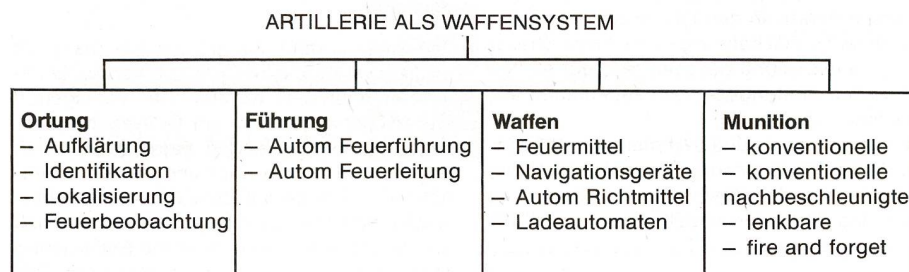 ARTILLERIE ALS WAFFENSYSTEM
Ortung
– Aufklärung
– Identifikation
– Lokalisierung
– Feuerbeobachtung
Führung
– Autom Feuerführung
– Autom Feuerleitung
Waffen
– Feuermittel
– Navigationsgeräte
– Autom Richtmittel
– Ladeautomaten
Munition
– konventionelle
– konventionelle
nachbeschleunigte
– lenkbare
– fire and forget